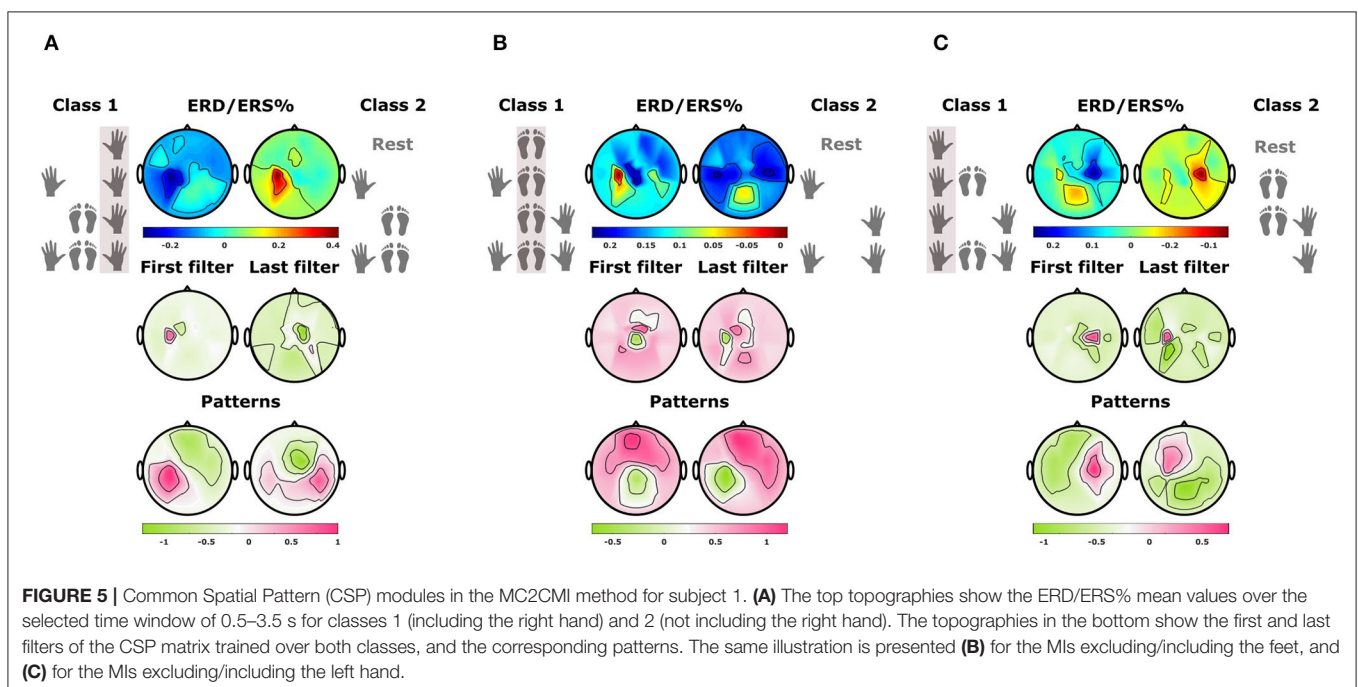 A
B
C
Class 1 ERD/ERS% Class 2
Class 1 ERD/ERS% Class 2
Class 1 ERD/ERS% Class 2
Rest
Rest
Rest
-0.2 0 0.2 0.4
0.2 0.15 0.1 0.05 -0.05 0
0.2 0.1 0 -0.1
First filter Last filter
First filter Last filter
First filter Last filter
Patterns
Patterns
Patterns
-1 -0.5 0 0.5 1
-0.5 0 0.5 1
-1 -0.5 0 0.5
FIGURE 5 | Common Spatial Pattern (CSP) modules in the MC2CMI method for subject 1. (A) The top topographies show the ERD/ERS% mean values over the
selected time window of 0.5–3.5 s for classes 1 (including the right hand) and 2 (not including the right hand). The topographies in the bottom show the first and last
filters of the CSP matrix trained over both classes, and the corresponding patterns. The same illustration is presented (B) for the MIs excluding/including the feet, and
(C) for the MIs excluding/including the left hand.